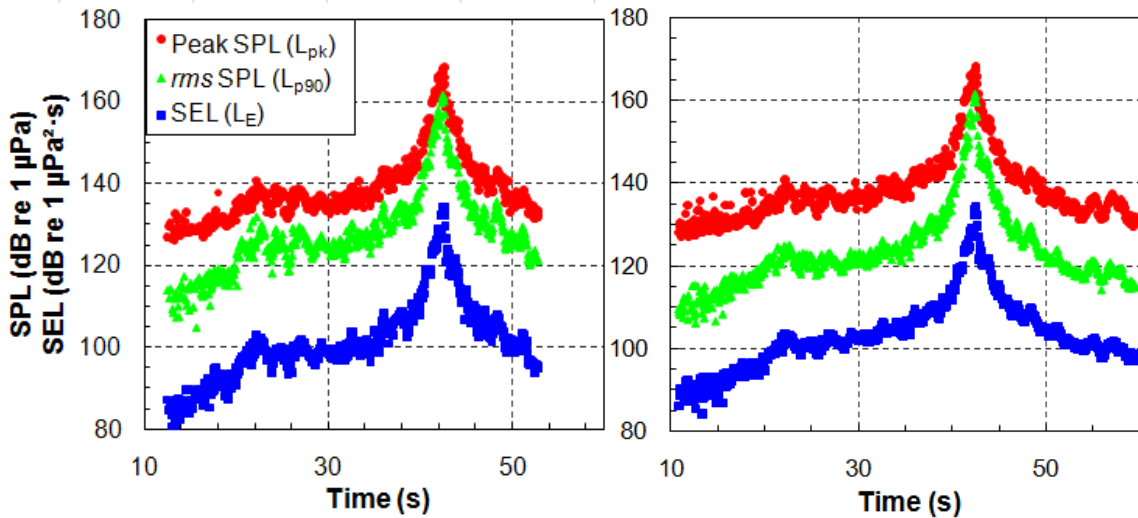 SPL (dB re 1 µPa)
SEL (dB re 1 µPa²·s)
180
160
140
120
100
80
Peak SPL (Lpk)
rms SPL (Lp90)
SEL (LE)
10 30 50
Time (s)
180
160
140
120
100
80
10 30 50
Time (s)